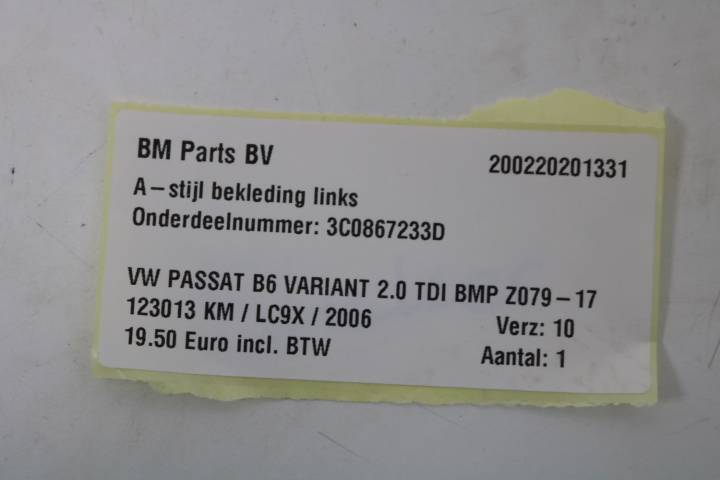 BM Parts BV 200220201331
A-stijl bekleding links
Onderdeelnummer: 3C0867233D
VW PASSAT B6 VARIANT 2.0 TDI BMP Z079-17
123013 KM / LC9X / 2006 Verz: 10
19.50 Euro incl. BTW Aantal: 1